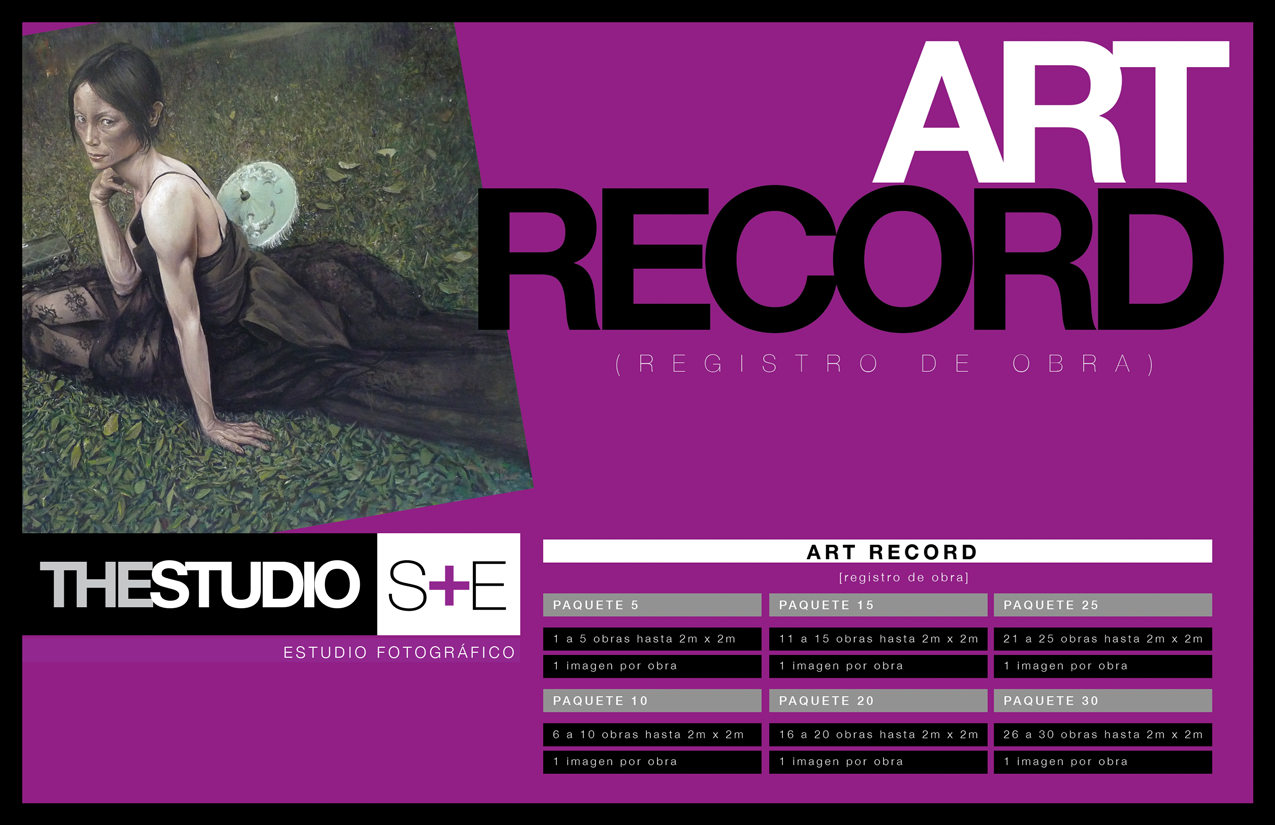 ART
RECORD
(REGISTRO DE OBRA)
THESTUDIO S+E
ESTUDIO FOTOGRÁFICO
ART RECORD
[registro de obra]
PAQUETE 5
1 a 5 obras hasta 2m x 2m
1 imagen por obra
PAQUETE 15
11 a 15 obras hasta 2m x 2m
1 imagen por obra
PAQUETE 25
21 a 25 obras hasta 2m x 2m
1 imagen por obra
PAQUETE 10
6 a 10 obras hasta 2m x 2m
1 imagen por obra
PAQUETE 20
16 a 20 obras hasta 2m x 2m
1 imagen por obra
PAQUETE 30
26 a 30 obras hasta 2m x 2m
1 imagen por obra